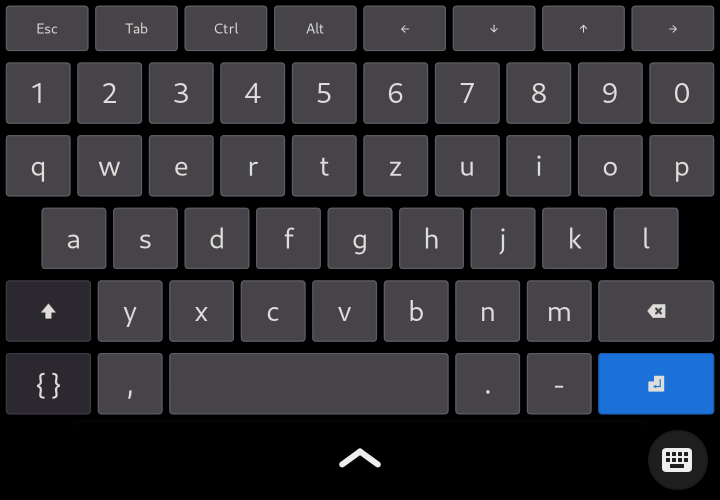 Esc Tab Ctrl Alt ← ↓ ↑ →
1 2 3 4 5 6 7 8 9 0
q w e r t z u i o p
a s d f g h j k l
y x c v b n m
{ } , . -